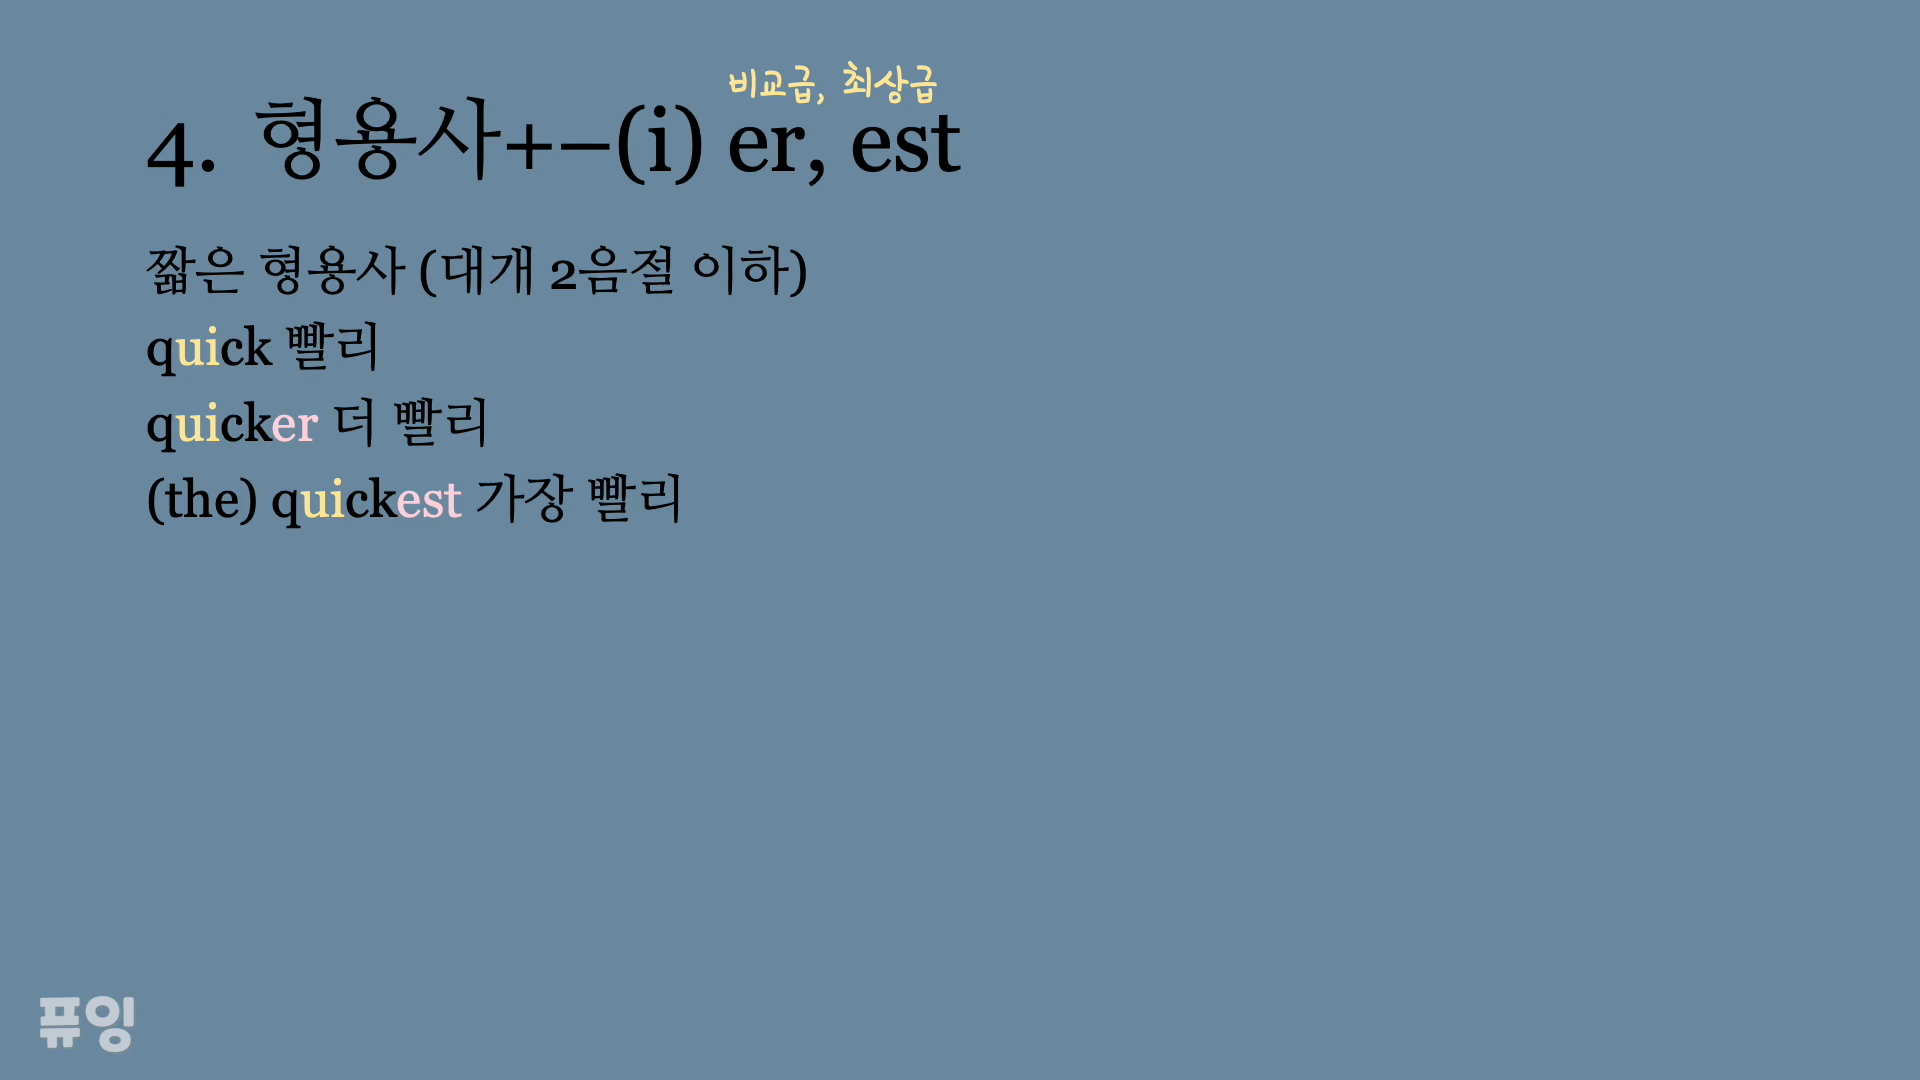 비교급, 최상급
4. 형용사+–(i) er, est
짧은 형용사 (대개 2음절 이하)
quick 빨리
quicker 더 빨리
(the) quickest 가장 빨리
퓨잉